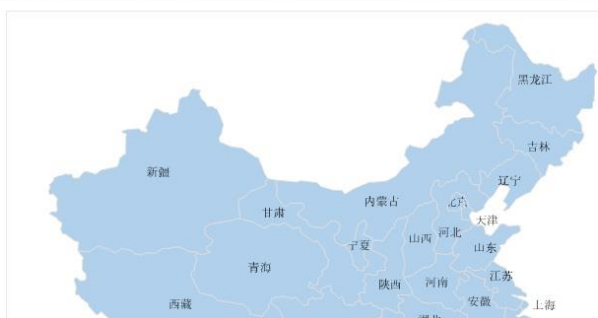 黑龙江
吉林
新疆
辽宁
内蒙古
北京
甘肃
天津
河北
山西
宁夏
山东
青海
江苏
陕西
河南
安徽
西藏
上海
湖北